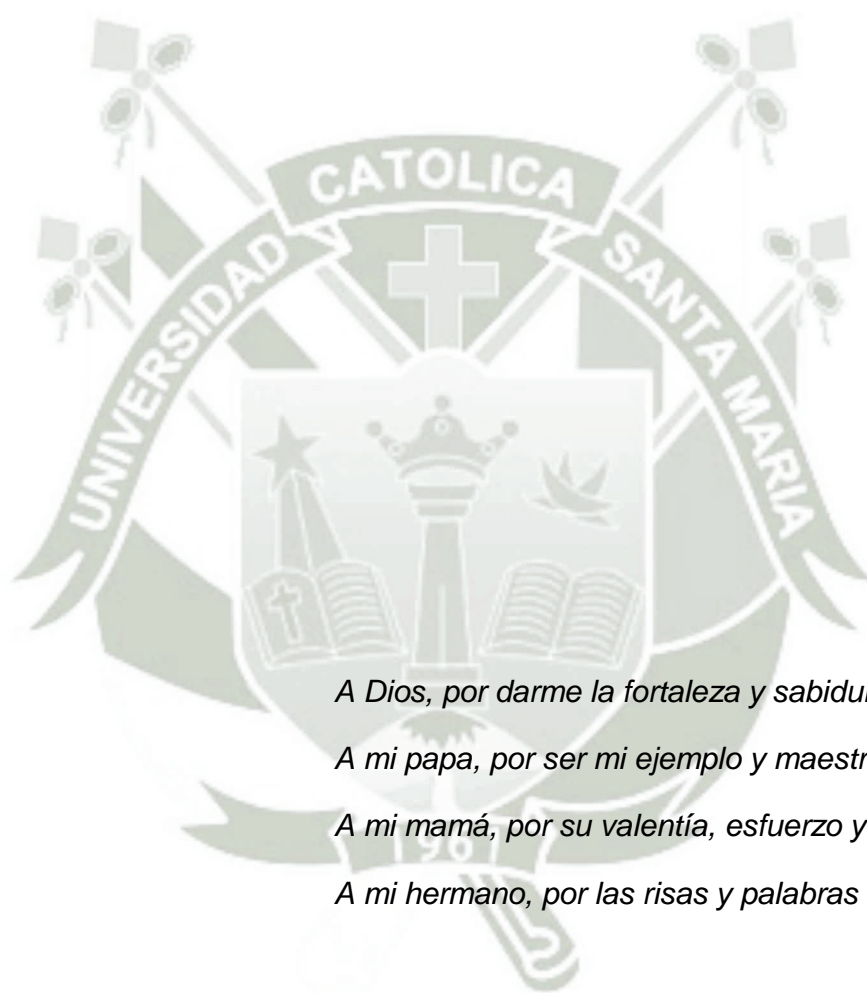 UNIVERSIDAD CATOLICA SANTA MARIA
A Dios, por darme la fortaleza y
A mi papa, por ser mi ejemplo y
A mi mamá, por su valentía, esfuerzo y
A mi hermano, por las risas y palabras